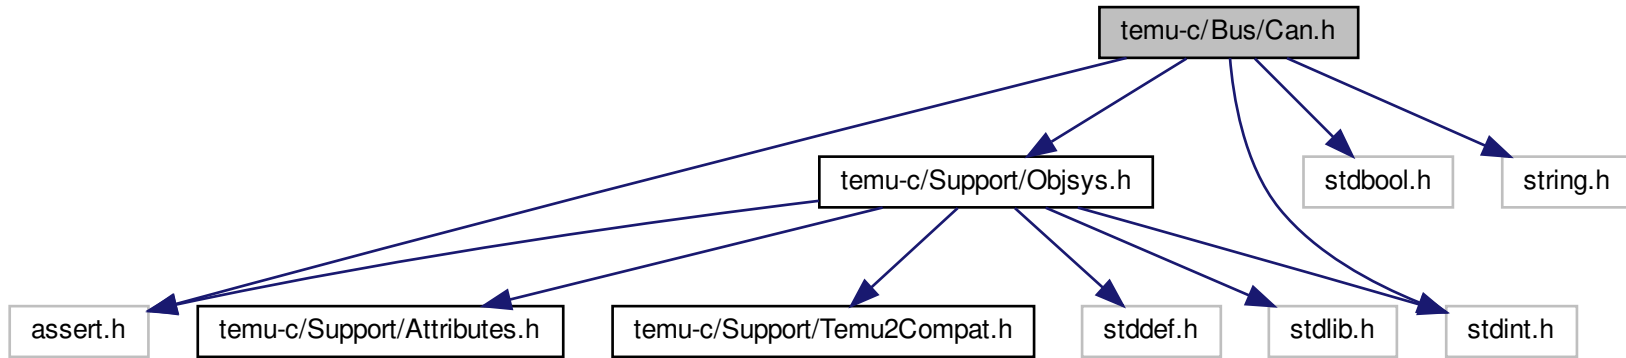 temu-c/Bus/Can.h
temu-c/Support/Objsys.h
stdbool.h
string.h
assert.h
temu-c/Support/Attributes.h
temu-c/Support/Temu2Compat.h
stddef.h
stdlib.h
stdint.h